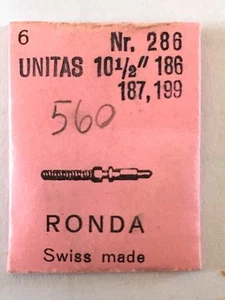 6 Nr. 286
UNITAS 10½‴ 186
187,199
560
RONDA
Swiss made